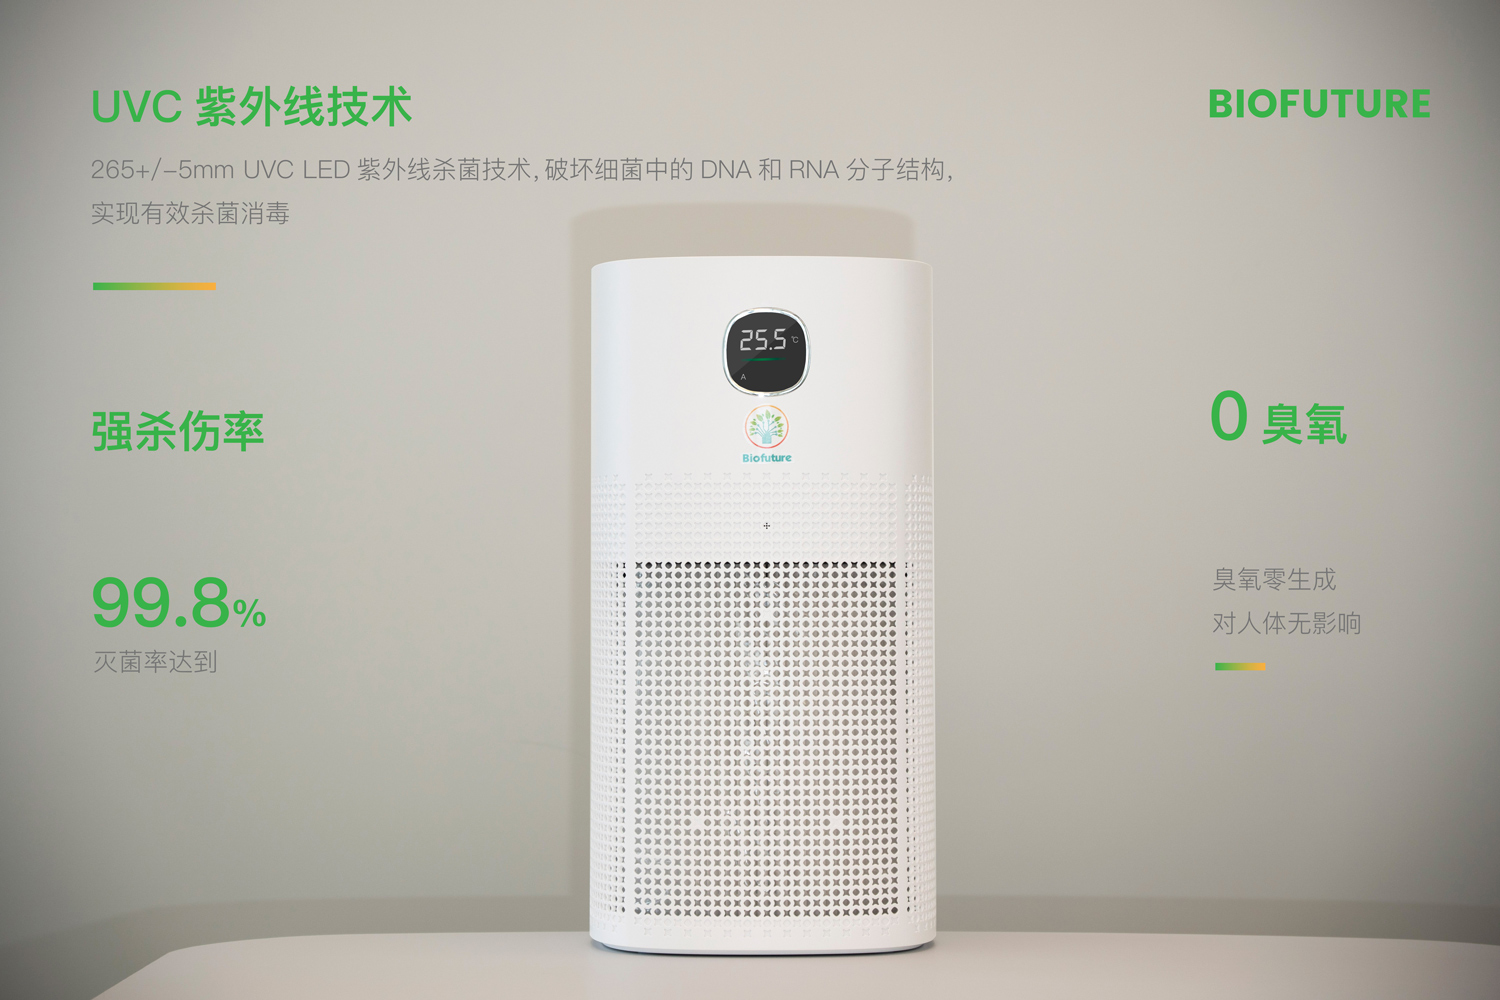 UVC 紫外线技术
BIOFUTURE
265+/-5mm UVC LED 紫外线杀菌技术，破坏细菌中的 DNA 和 RNA 分子结构，
实现有效杀菌消毒
25.5 ℃
A
Biofuture
强杀伤率
0 臭氧
99.8%
灭菌率达到
臭氧零生成
对人体无影响